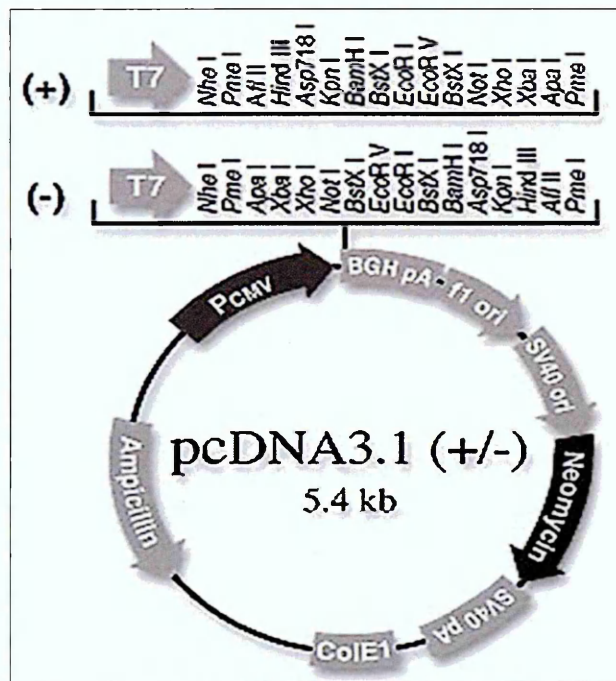 (+) T7 Nhe I Pme I Afl II Hind III Asp718 I Kpn I BamH I BstX I EcoR I EcoR V BstX I Not I Xho I Xba I Apa I Pme I
(-) T7 Nhe I Pme I Apa I Xba I Xho I Not I BstX I EcoR V EcoR I BstX I BamH I Asp718 I Kpn I Hind III Afl II Pme I
PCMV
BGH pA
f1 ori
SV40 ori
Neomycin
SV40 pA
ColE1
Ampicillin
pcDNA3.1 (+/-)
5.4 kb